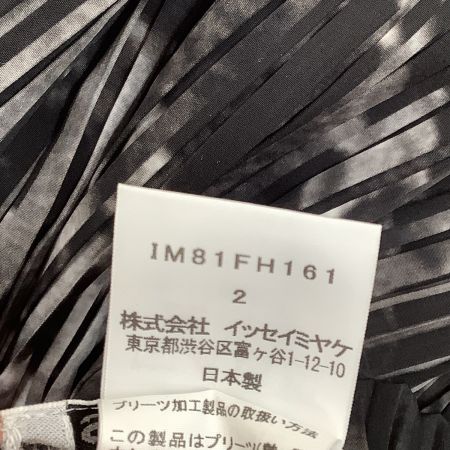 IM81FH161
2
株式会社 イッセイミヤケ
東京都渋谷区富ヶ谷1-12-10
日本製
プリーツ加工製品の取扱い方法
この製品はプリーツ(